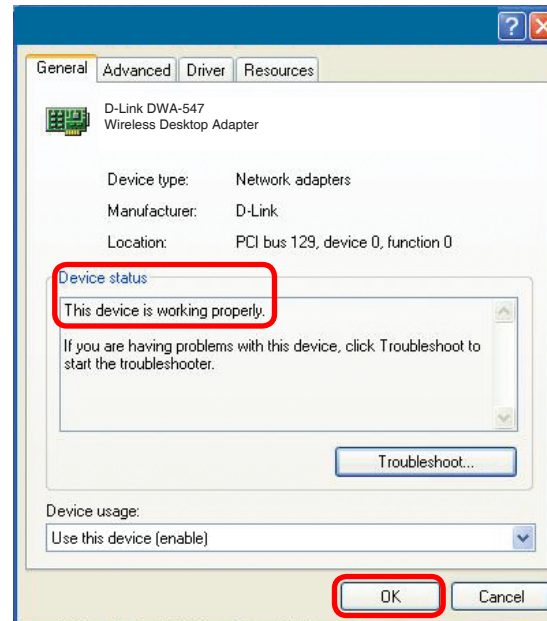 General Advanced Driver Resources
D-Link DWA-547
Wireless Desktop Adapter
Device type: Network adapters
Manufacturer: D-Link
Location: PCI bus 129, device 0, function 0
Device status
This device is working properly.
If you are having problems with this device, click Troubleshoot to
start the troubleshooter.
Troubleshoot...
Device usage:
Use this device (enable)
OK Cancel